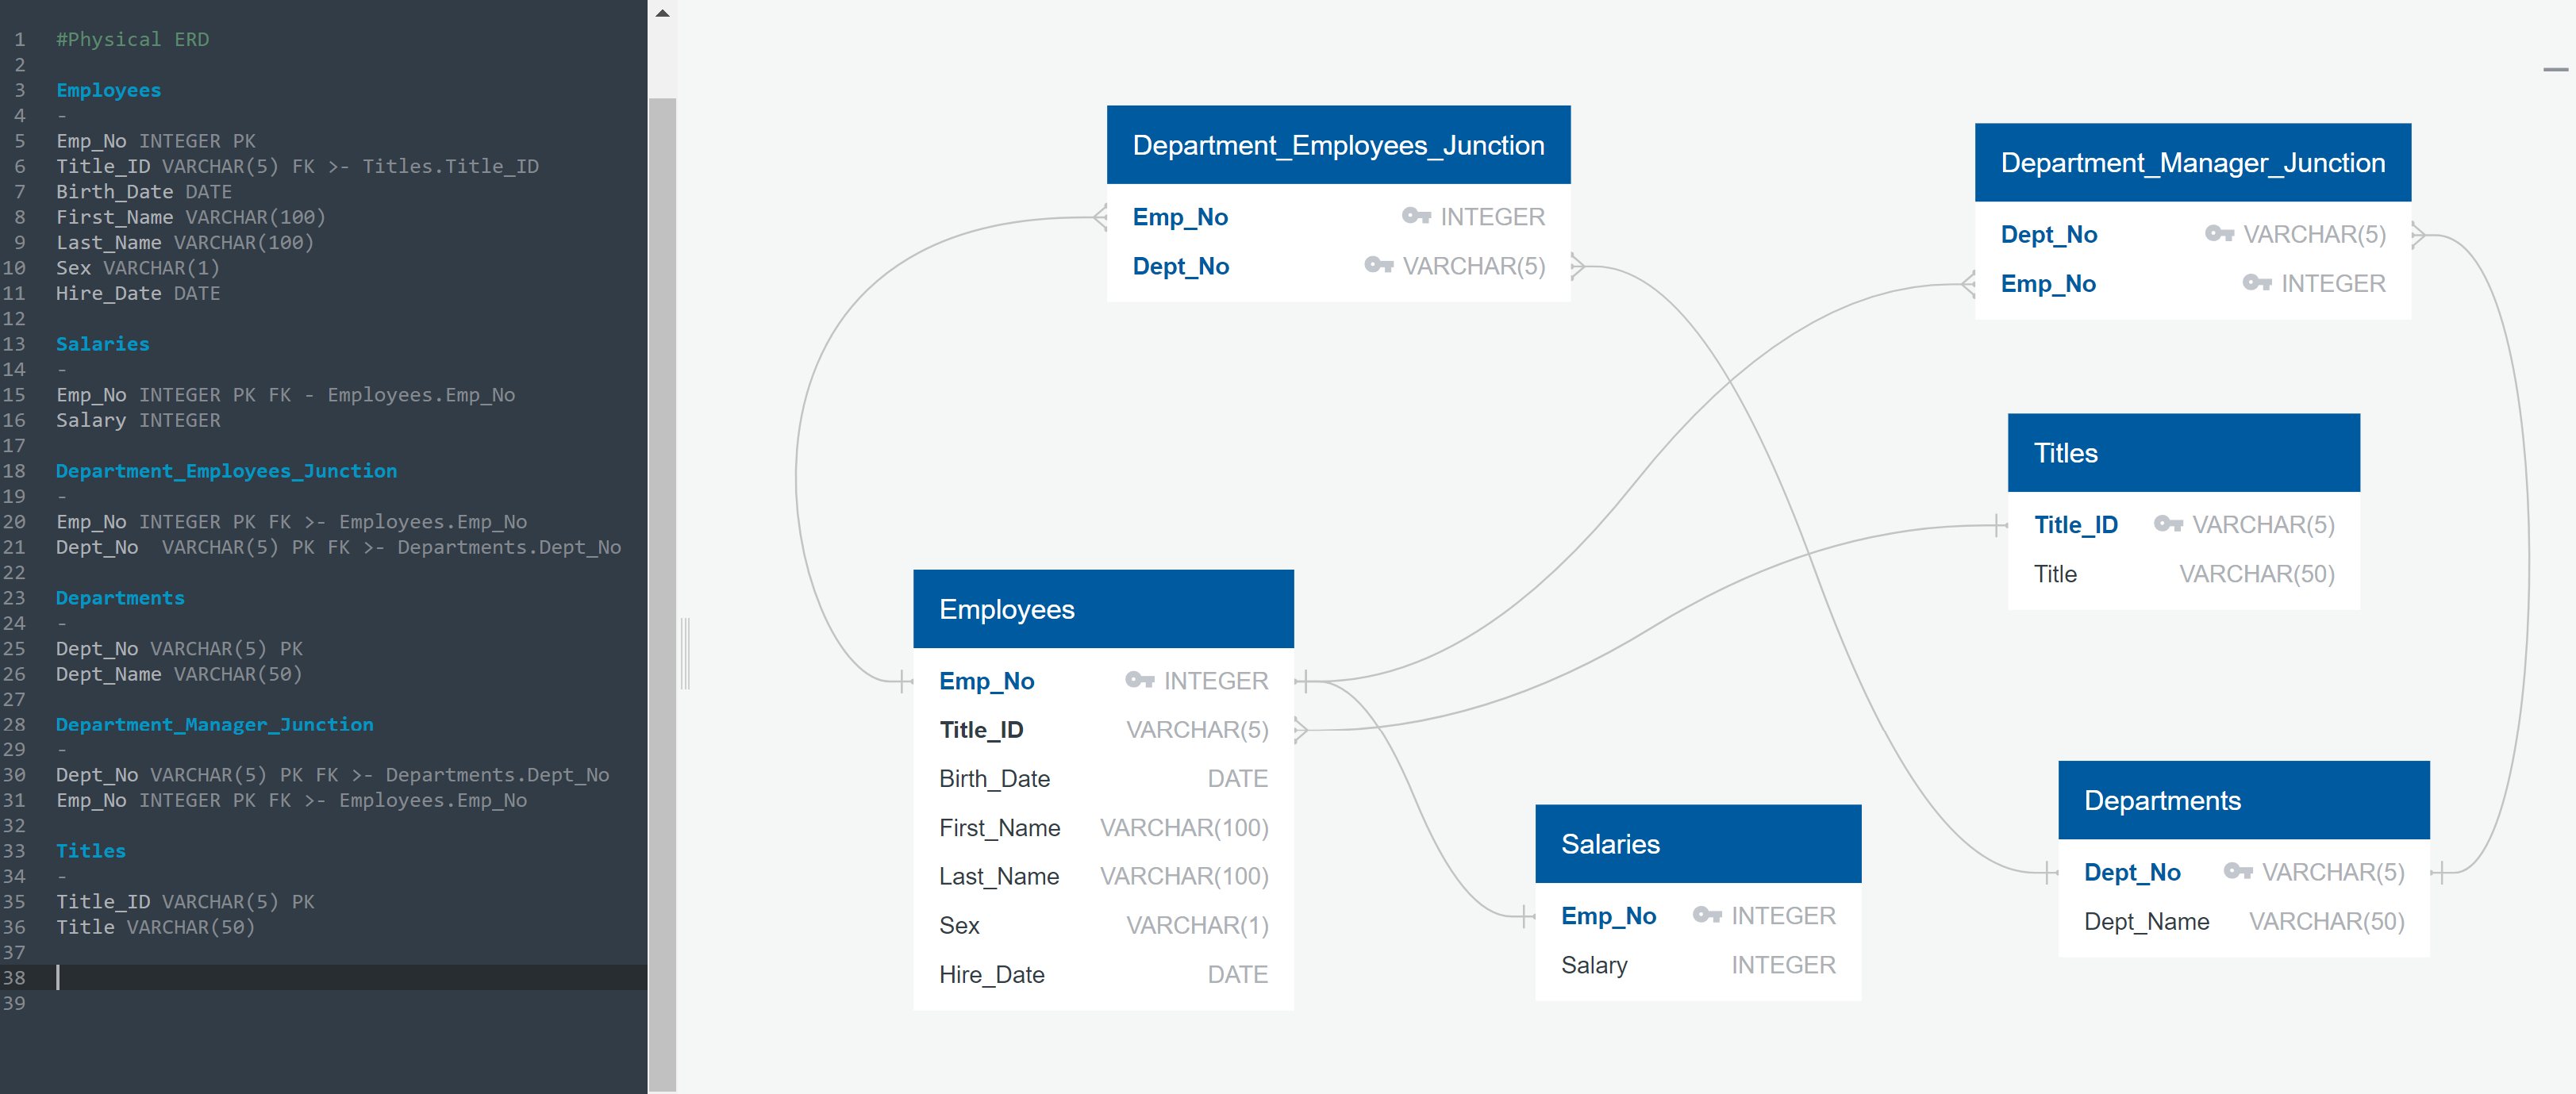 1 #Physical ERD
2
3 Employees
4 -
5 Emp_No INTEGER PK
6 Title_ID VARCHAR(5) FK >- Titles.Title_ID
7 Birth_Date DATE
8 First_Name VARCHAR(100)
9 Last_Name VARCHAR(100)
10 Sex VARCHAR(1)
11 Hire_Date DATE
12
13 Salaries
14 -
15 Emp_No INTEGER PK FK - Employees.Emp_No
16 Salary INTEGER
17
18 Department_Employees_Junction
19 -
20 Emp_No INTEGER PK FK >- Employees.Emp_No
21 Dept_No  VARCHAR(5) PK FK >- Departments.Dept_No
22
23 Departments
24 -
25 Dept_No VARCHAR(5) PK
26 Dept_Name VARCHAR(50)
27
28 Department_Manager_Junction
29 -
30 Dept_No VARCHAR(5) PK FK >- Departments.Dept_No
31 Emp_No INTEGER PK FK >- Employees.Emp_No
32
33 Titles
34 -
35 Title_ID VARCHAR(5) PK
36 Title VARCHAR(50)
37
38
39
Department_Employees_Junction
Emp_No INTEGER
Dept_No VARCHAR(5)
Department_Manager_Junction
Dept_No VARCHAR(5)
Emp_No INTEGER
Titles
Title_ID VARCHAR(5)
Title VARCHAR(50)
Employees
Emp_No INTEGER
Title_ID VARCHAR(5)
Birth_Date DATE
First_Name VARCHAR(100)
Last_Name VARCHAR(100)
Sex VARCHAR(1)
Hire_Date DATE
Salaries
Emp_No INTEGER
Salary INTEGER
Departments
Dept_No VARCHAR(5)
Dept_Name VARCHAR(50)